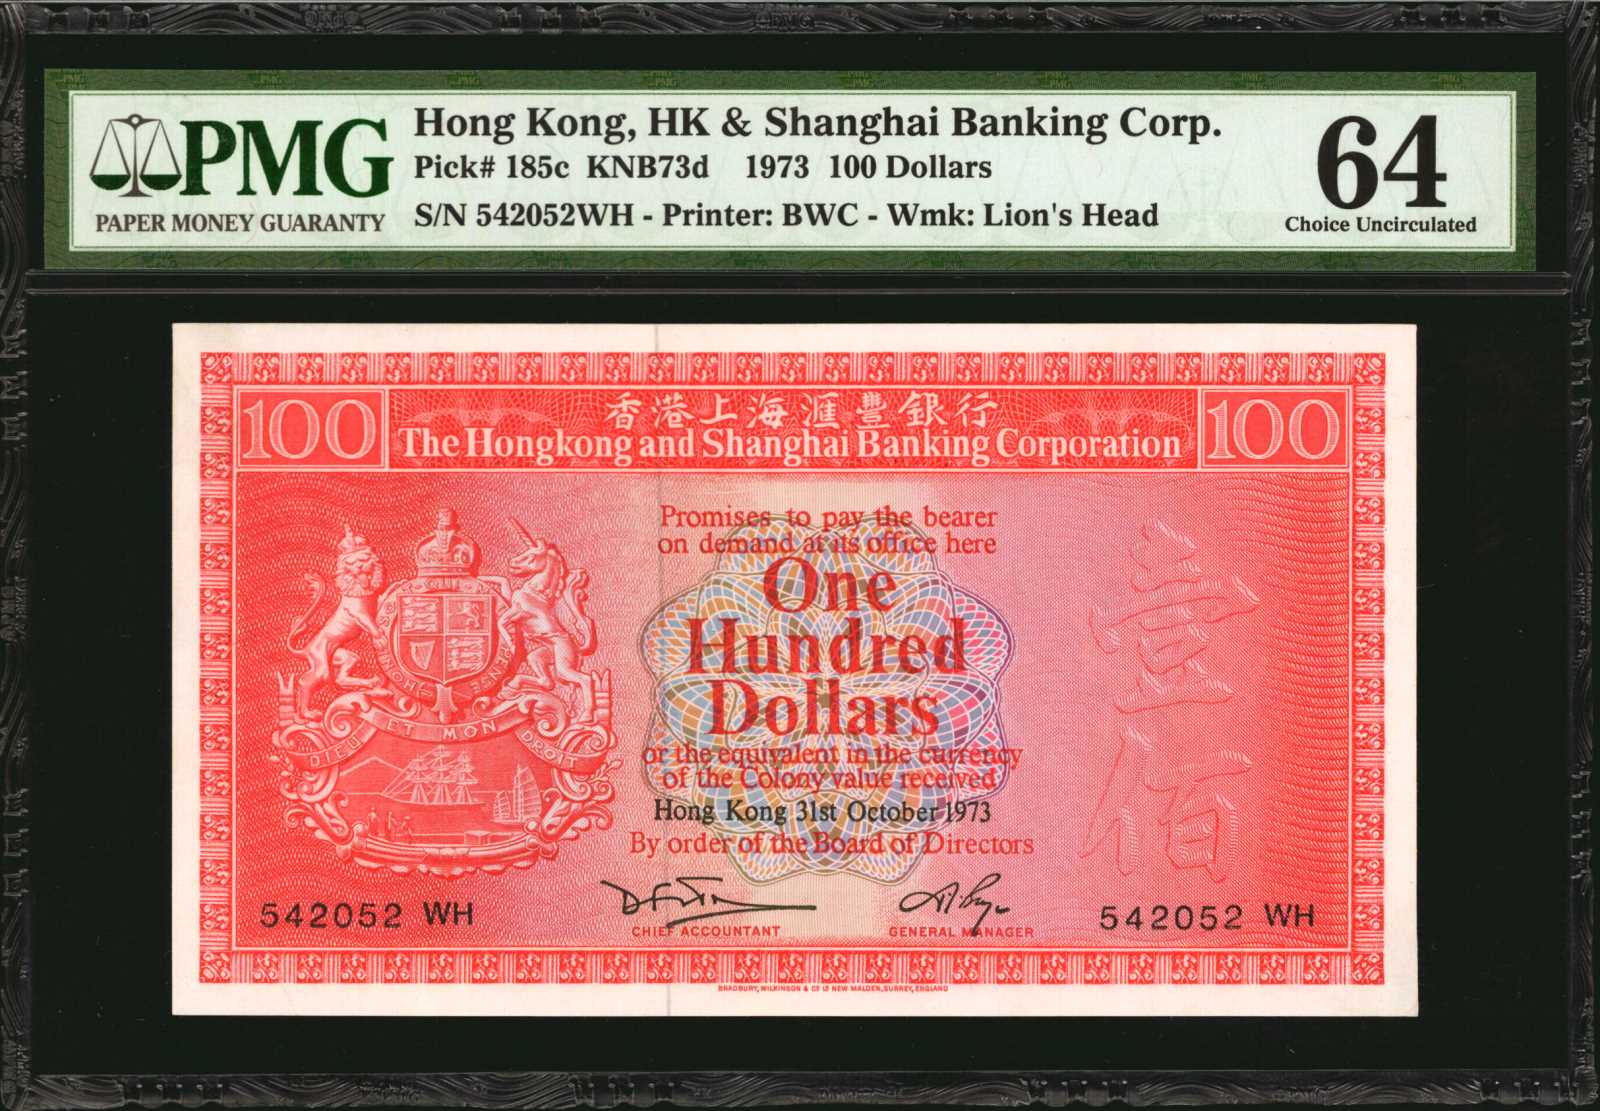 PMG
PAPER MONEY GUARANTY
Hong Kong, HK & Shanghai Banking Corp.
Pick# 185c KNB73d 1973 100 Dollars
S/N 542052WH - Printer: BWC - Wmk: Lion's Head
64
Choice Uncirculated
100
香港上海滙豐銀行
The Hongkong and Shanghai Banking Corporation
100
Promises to pay the bearer
on demand at its office here
One
Hundred
Dollars
or the equivalent in the currency
of the Colony value received
Hong Kong 31st October 1973
By order of the Board of Directors
DIEU ET MON DROIT
壹
佰
542052 WH
CHIEF ACCOUNTANT
GENERAL MANAGER
542052 WH
BRADBURY, WILKINSON & Cº Lº NEW MALDEN, SURREY, ENGLAND